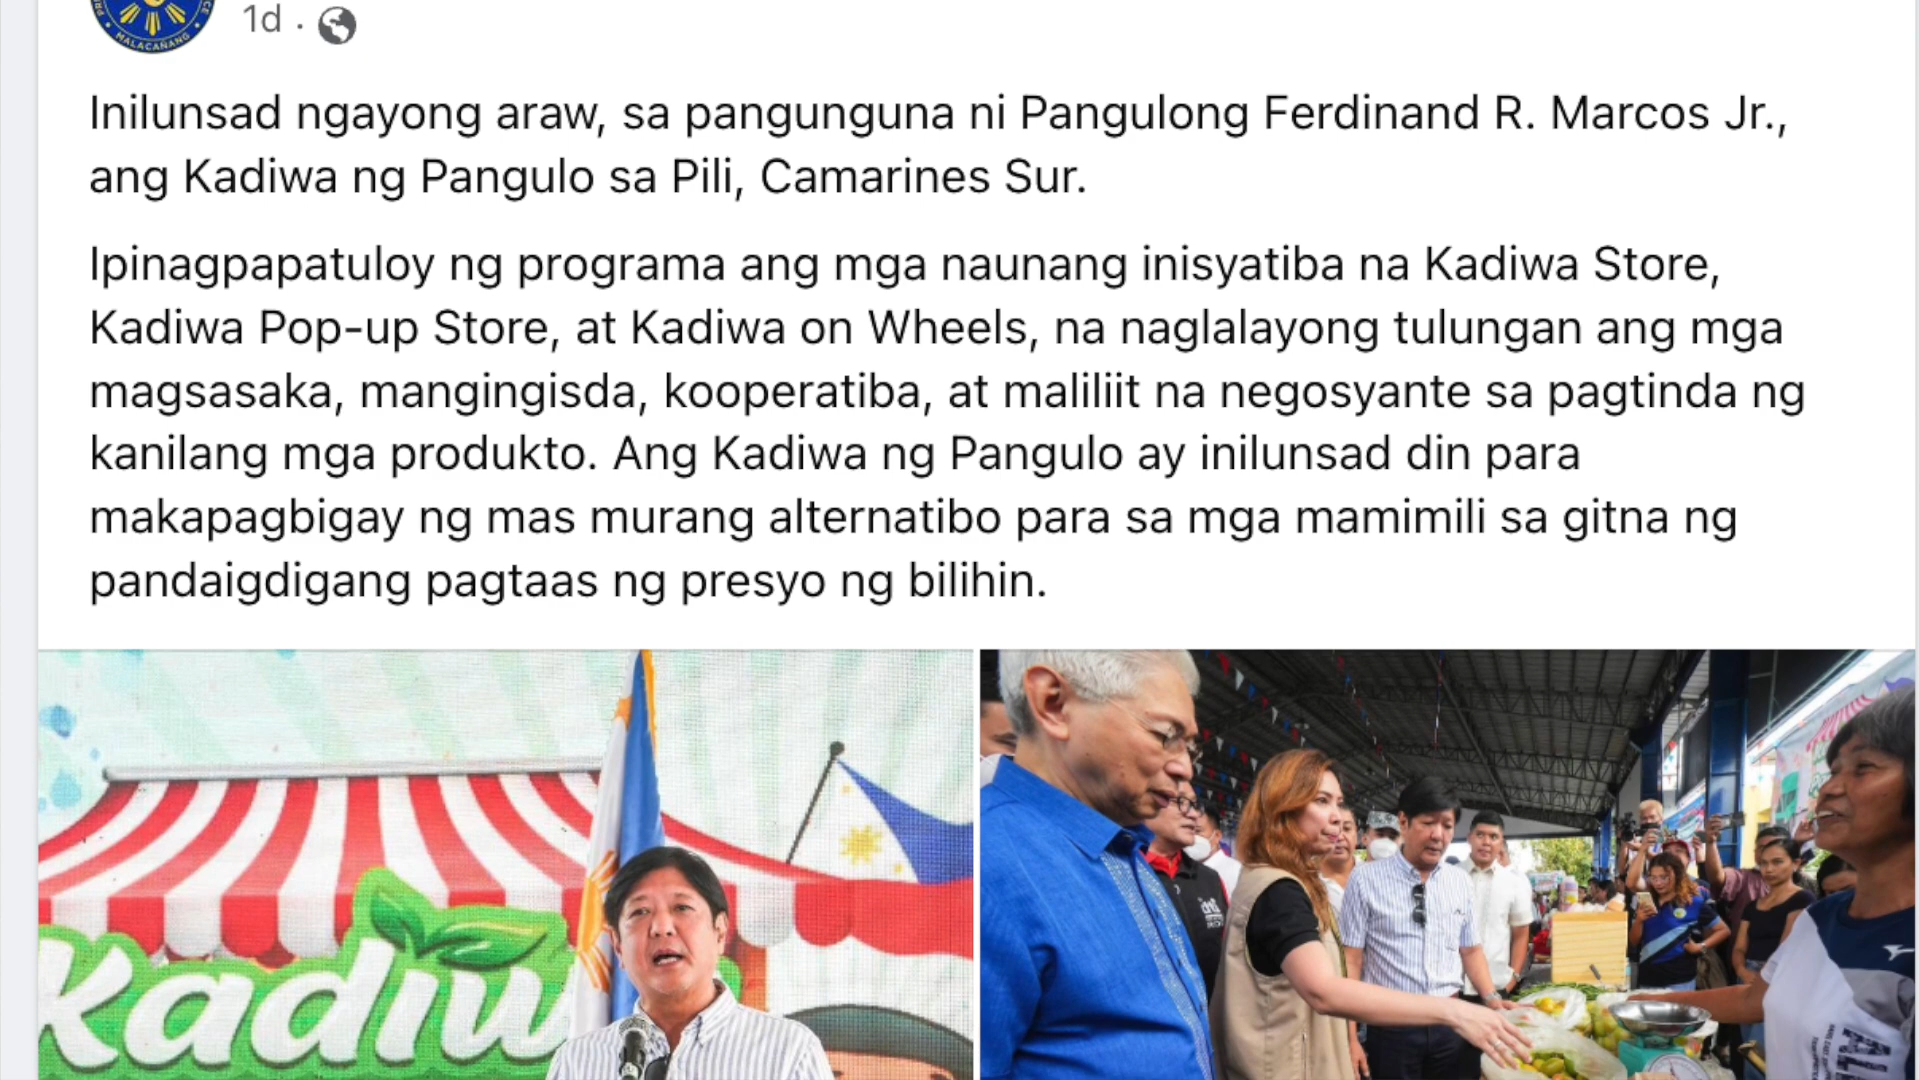 MALACAÑANG
1d ·
Inilunsad ngayong araw, sa pangunguna ni Pangulong Ferdinand R. Marcos Jr.,
ang Kadiwa ng Pangulo sa Pili, Camarines Sur.
Ipinagpapatuloy ng programa ang mga naunang inisyatiba na Kadiwa Store,
Kadiwa Pop-up Store, at Kadiwa on Wheels, na naglalayong tulungan ang mga
magsasaka, mangingisda, kooperatiba, at maliliit na negosyante sa pagtinda ng
kanilang mga produkto. Ang Kadiwa ng Pangulo ay inilunsad din para
makapagbigay ng mas murang alternatibo para sa mga mamimili sa gitna ng
pandaigdigang pagtaas ng presyo ng bilihin.
Kadiw